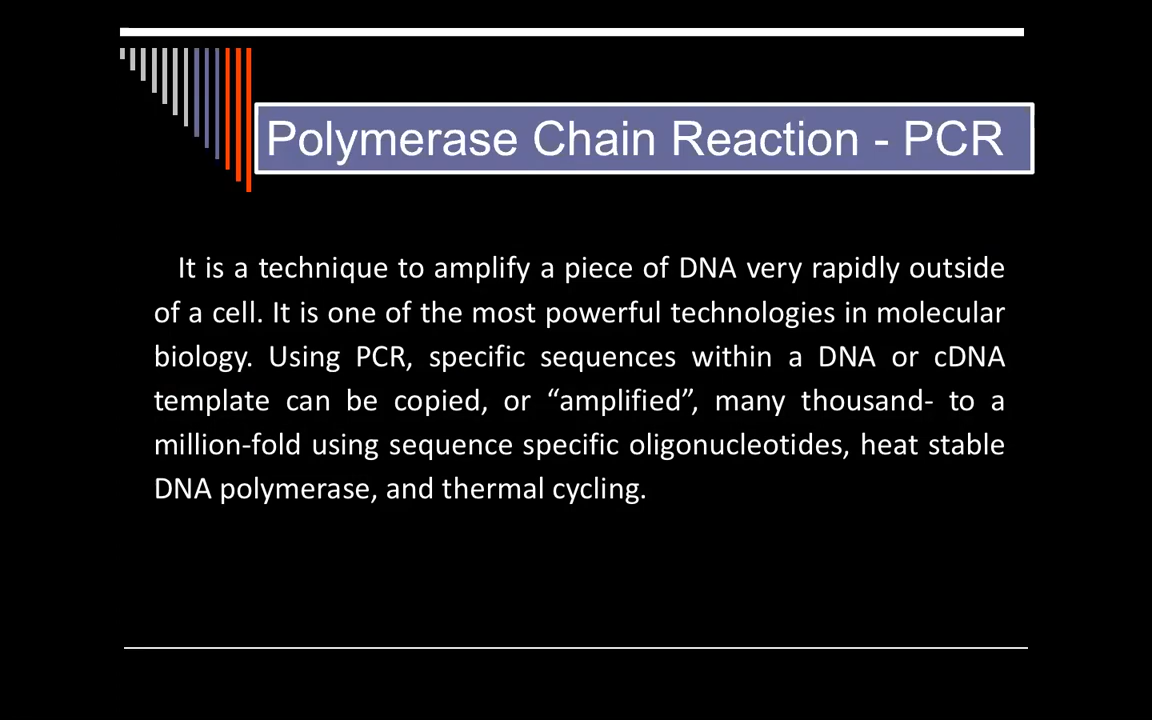 Polymerase Chain Reaction - PCR
It is a technique to amplify a piece of DNA very rapidly outside
of a cell. It is one of the most powerful technologies in molecular
biology. Using PCR, specific sequences within a DNA or cDNA
template can be copied, or “amplified”, many thousand- to a
million-fold using sequence specific oligonucleotides, heat stable
DNA polymerase, and thermal cycling.